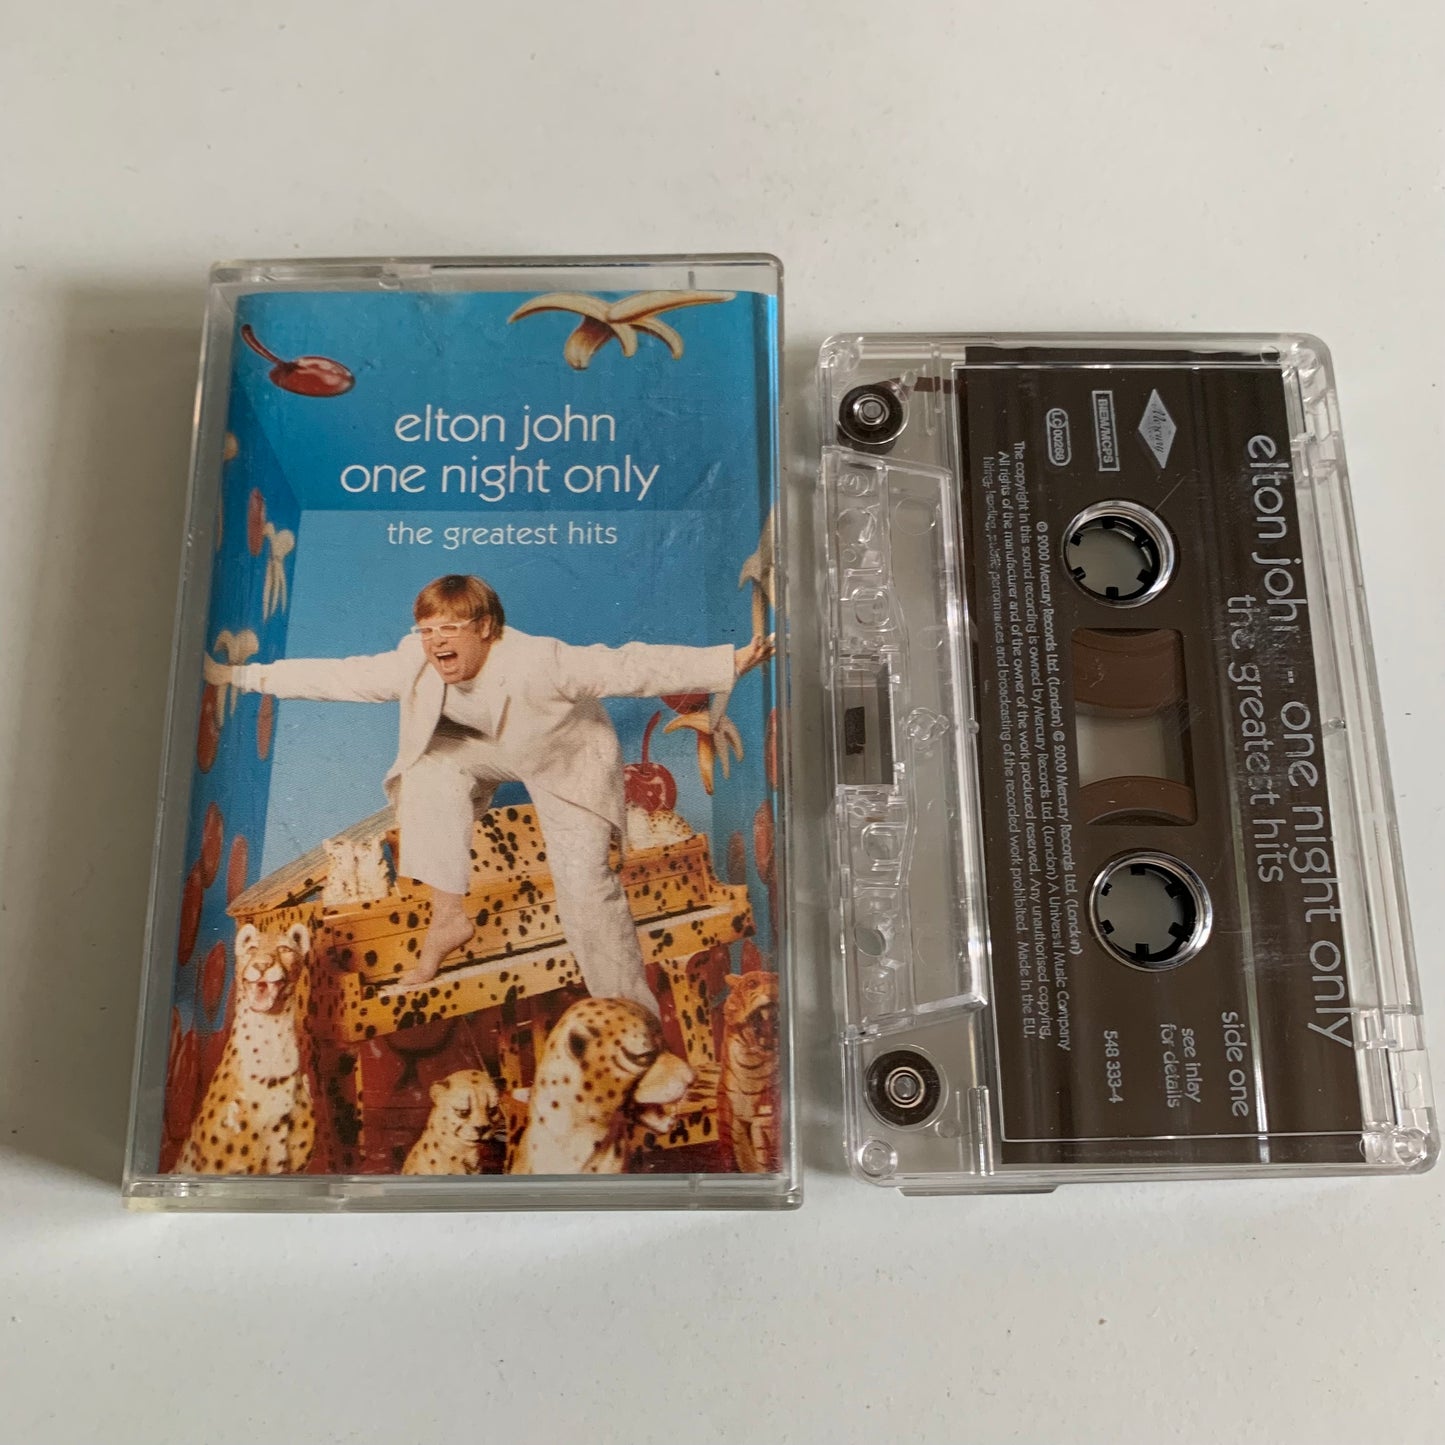 elton john
one night only
the greatest hits
elton john one night only
the greatest hits
side one
see inlay
for details
548 333-4
Mercury
BIEM/MCPS
LC 00268
℗ 2000 Mercury Records Ltd. (London) © 2000 Mercury Records Ltd. (London)
The copyright in this sound recording is owned by Mercury Records Ltd. (London) A Universal Music Company
All rights of the manufacturer and of the owner of the work produced reserved. Any unauthorised copying,
hiring, lending, public performances and broadcasting of the recorded work prohibited. Made in the EU.